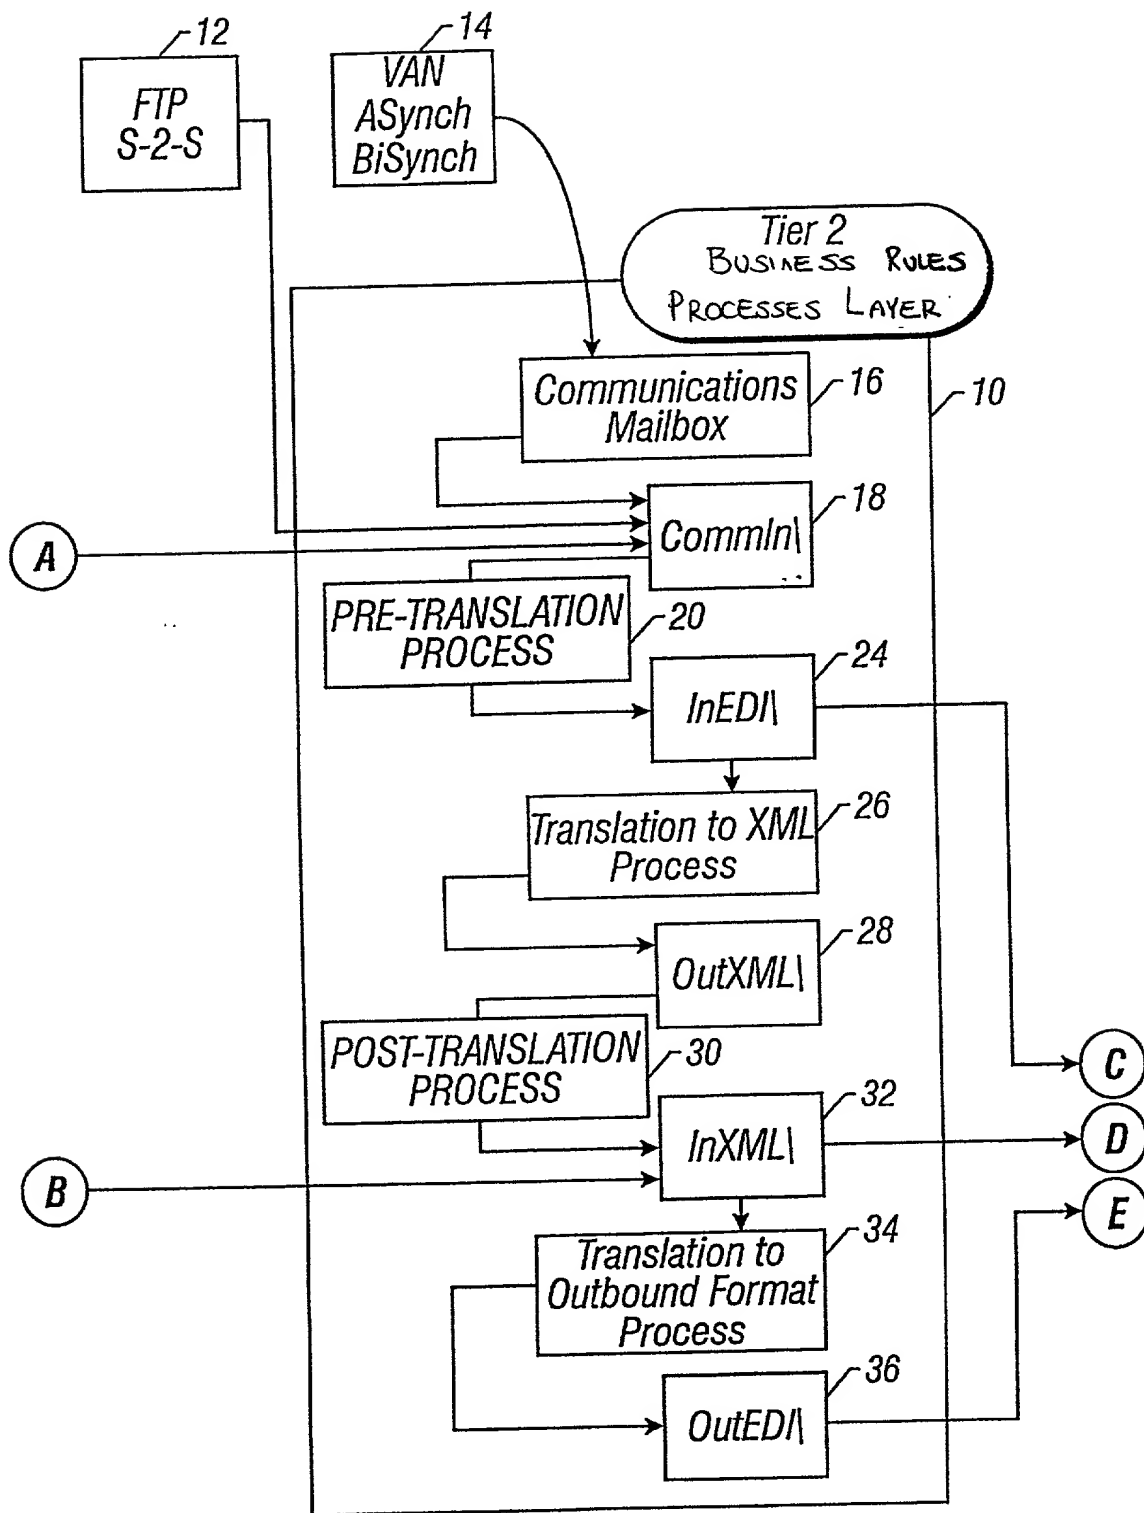 12
FTP
S-2-S
14
VAN
ASynch
BiSynch
Tier 2
BUSINESS RULES
PROCESSES LAYER
10
Communications
Mailbox
16
CommIn\
18
A
PRE-TRANSLATION
PROCESS
20
InEDI\
24
Translation to XML
Process
26
OutXML\
28
POST-TRANSLATION
PROCESS
30
C
InXML\
32
D
B
E
Translation to
Outbound Format
Process
34
OutEDI\
36